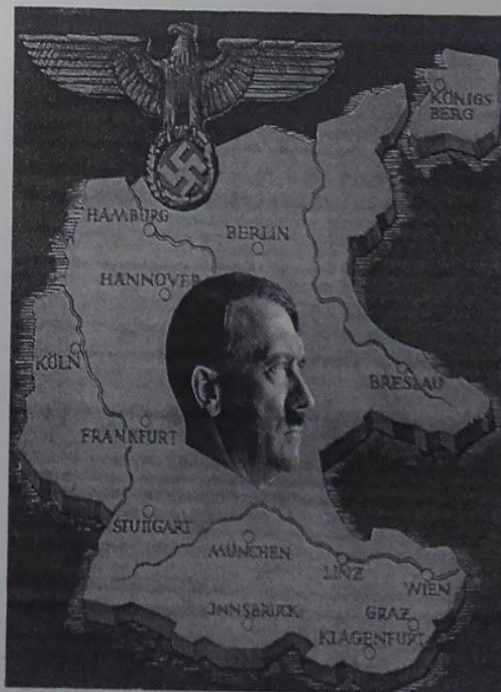 KÖNIGS
BERG
HAMBURG
BERLIN
HANNOVER
KÖLN
BRESLAU
FRANKFURT
STUTTGART
MÜNCHEN
LINZ
WIEN
INNSBRUCK
GRAZ
KLAGENFURT